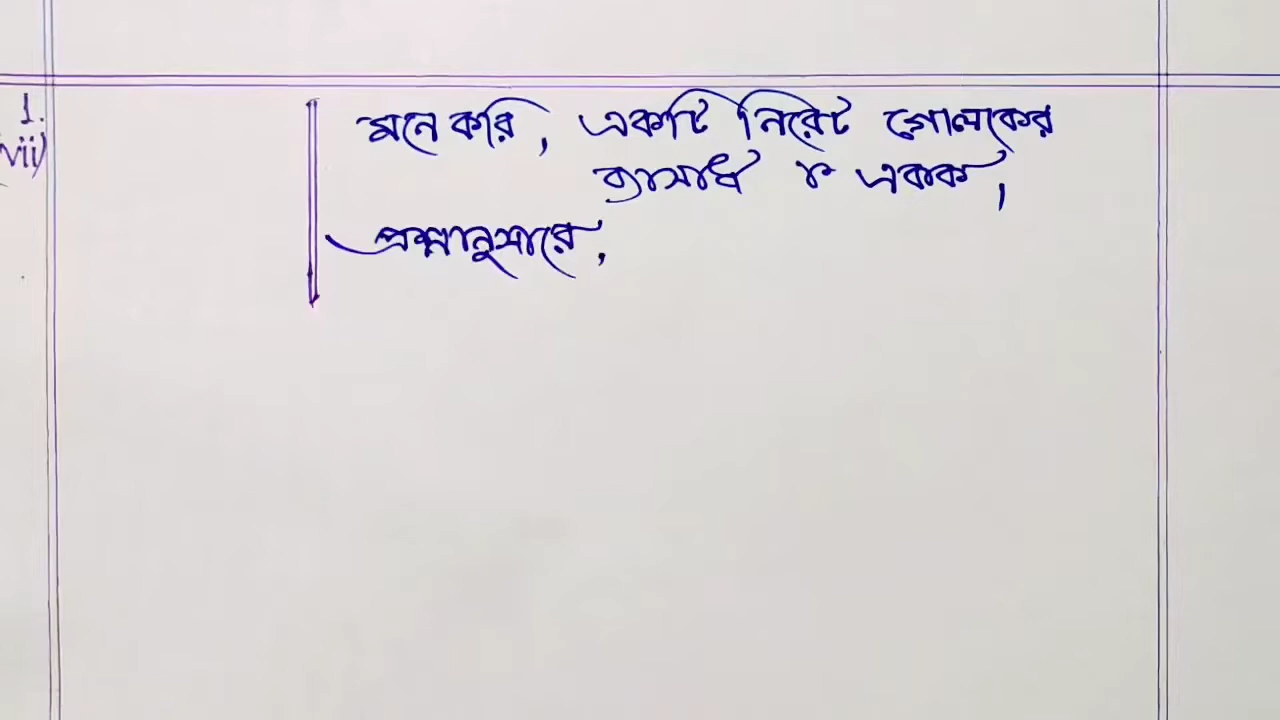 1.
(vii)
মনে করি, একটি নিরেট গোলকের
ব্যাসার্ধ r একক,
প্রশ্নানুসারে,